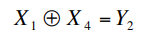 X₁ ⊕ X₄ = Y₂